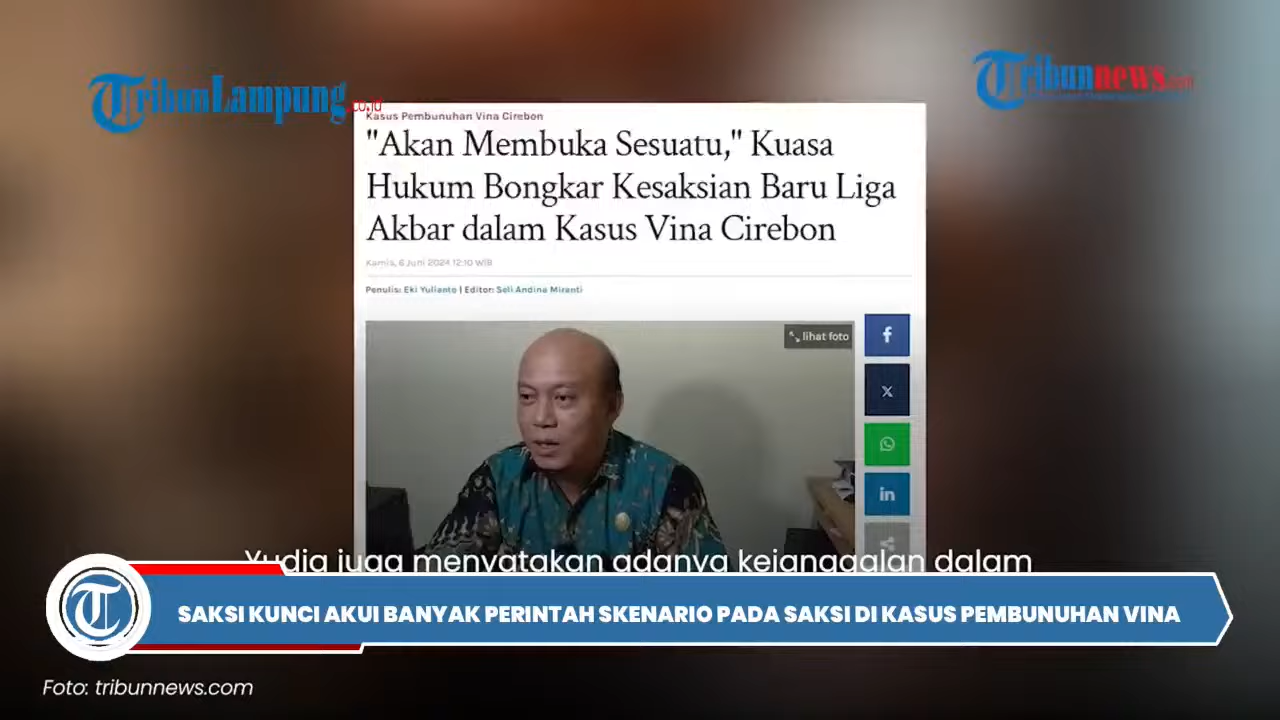 TribunLampung.co.id
Tribunnews.com
Kasus Pembunuhan Vina Cirebon
"Akan Membuka Sesuatu," Kuasa
Hukum Bongkar Kesaksian Baru Liga
Akbar dalam Kasus Vina Cirebon
Kamis, 6 Juni 2024 12:10 WIB
Penulis: Eki Yulianto | Editor: Seli Andina Miranti
lihat foto
Yudia juga menyatakan adanya kejanggalan dalam
SAKSI KUNCI AKUI BANYAK PERINTAH SKENARIO PADA SAKSI DI KASUS PEMBUNUHAN VINA
Foto: tribunnews.com